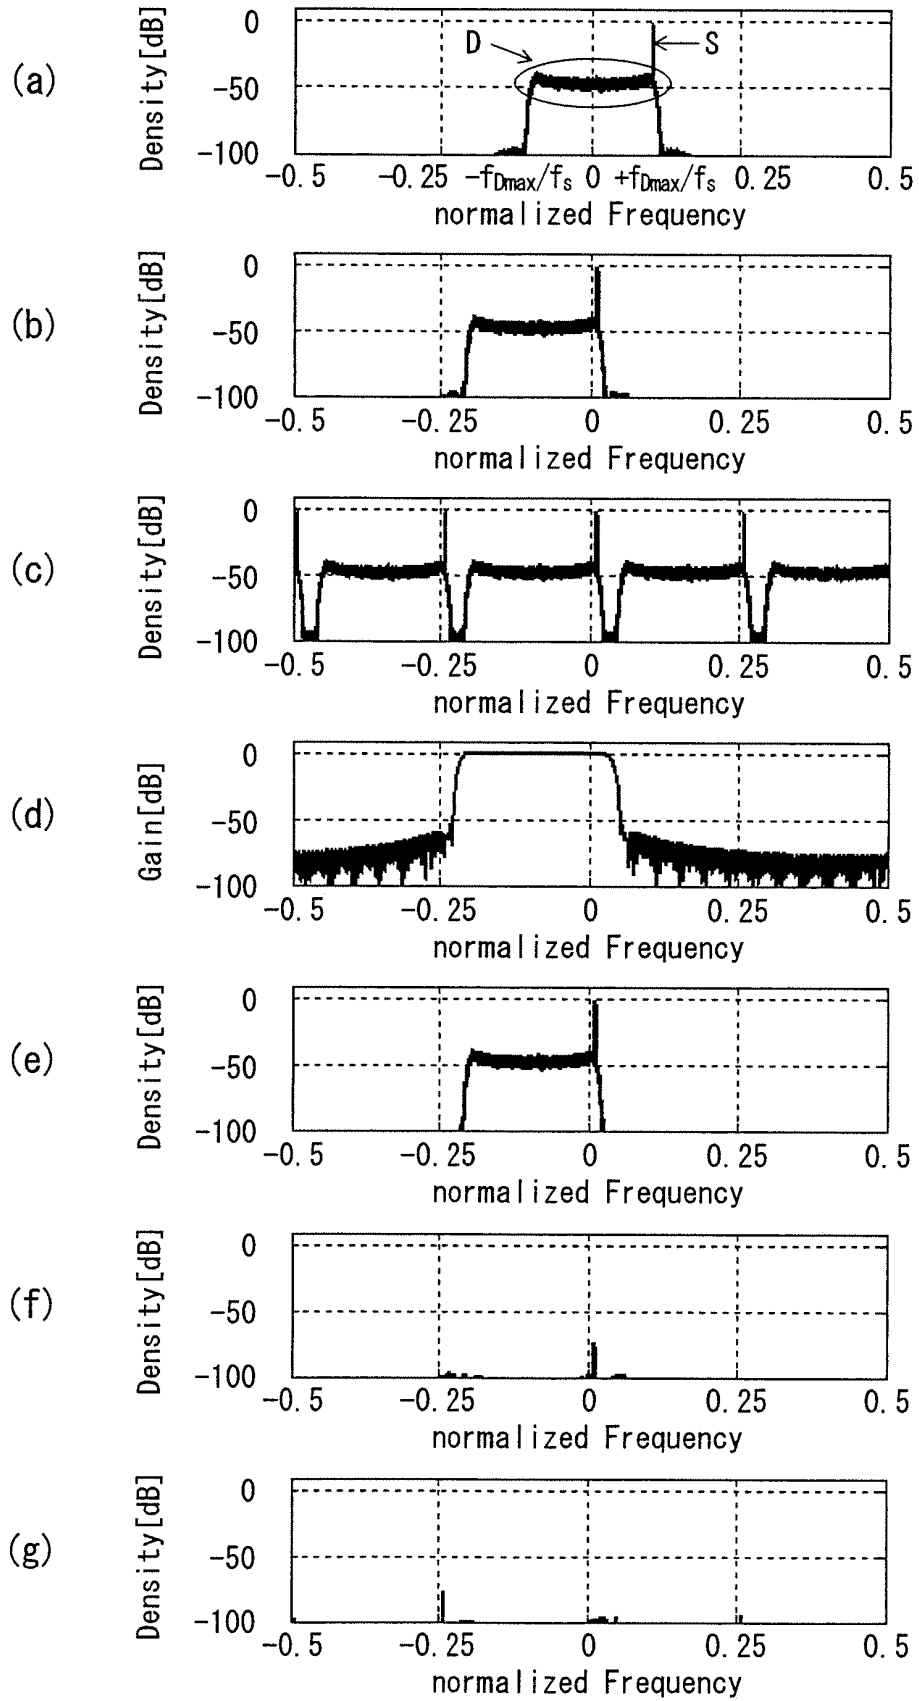 (a)
Density[dB]
0
-50
-100
D
S
-0.5 -0.25 -fDmax/fs 0 +fDmax/fs 0.25 0.5
normalized Frequency
(b)
Density[dB]
0
-50
-100
-0.5 -0.25 0 0.25 0.5
normalized Frequency
(c)
Density[dB]
0
-50
-100
-0.5 -0.25 0 0.25 0.5
normalized Frequency
(d)
Gain[dB]
0
-50
-100
-0.5 -0.25 0 0.25 0.5
normalized Frequency
(e)
Density[dB]
0
-50
-100
-0.5 -0.25 0 0.25 0.5
normalized Frequency
(f)
Density[dB]
0
-50
-100
-0.5 -0.25 0 0.25 0.5
normalized Frequency
(g)
Density[dB]
0
-50
-100
-0.5 -0.25 0 0.25 0.5
normalized Frequency